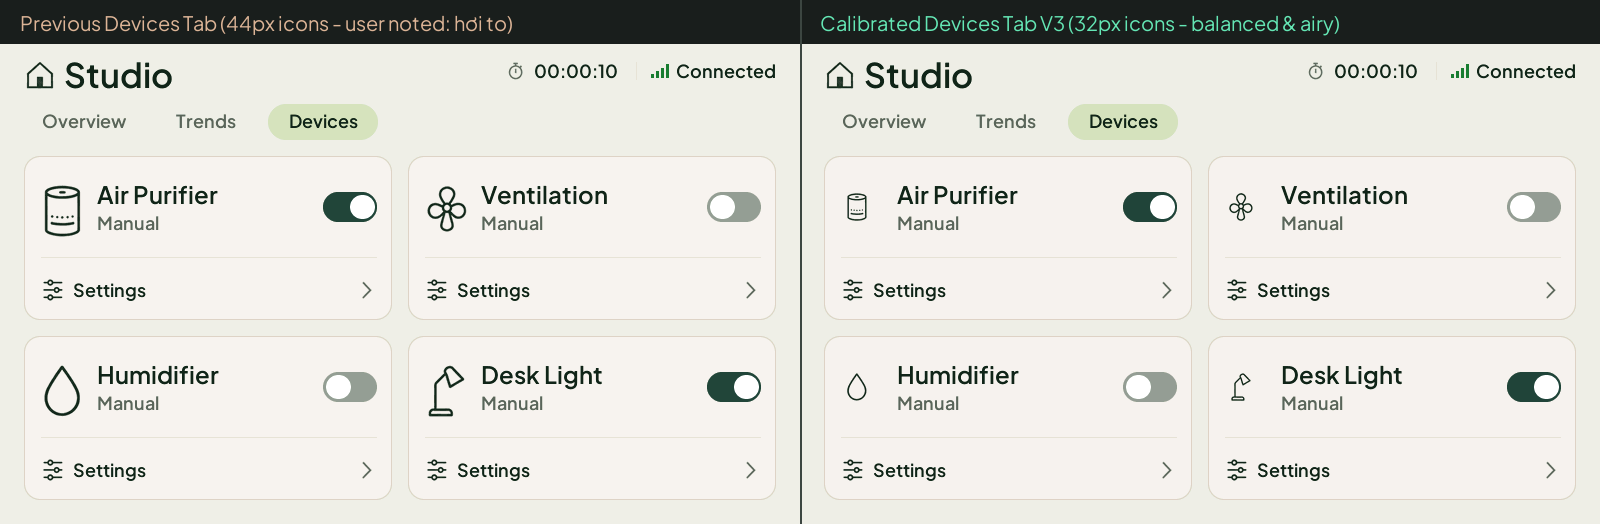 Previous Devices Tab (44px icons - user noted: hơi to)
Studio
00:00:10
Connected
Overview
Trends
Devices
Air Purifier
Manual
Settings
Ventilation
Manual
Settings
Humidifier
Manual
Settings
Desk Light
Manual
Settings
Calibrated Devices Tab V3 (32px icons - balanced & airy)
Studio
00:00:10
Connected
Overview
Trends
Devices
Air Purifier
Manual
Settings
Ventilation
Manual
Settings
Humidifier
Manual
Settings
Desk Light
Manual
Settings